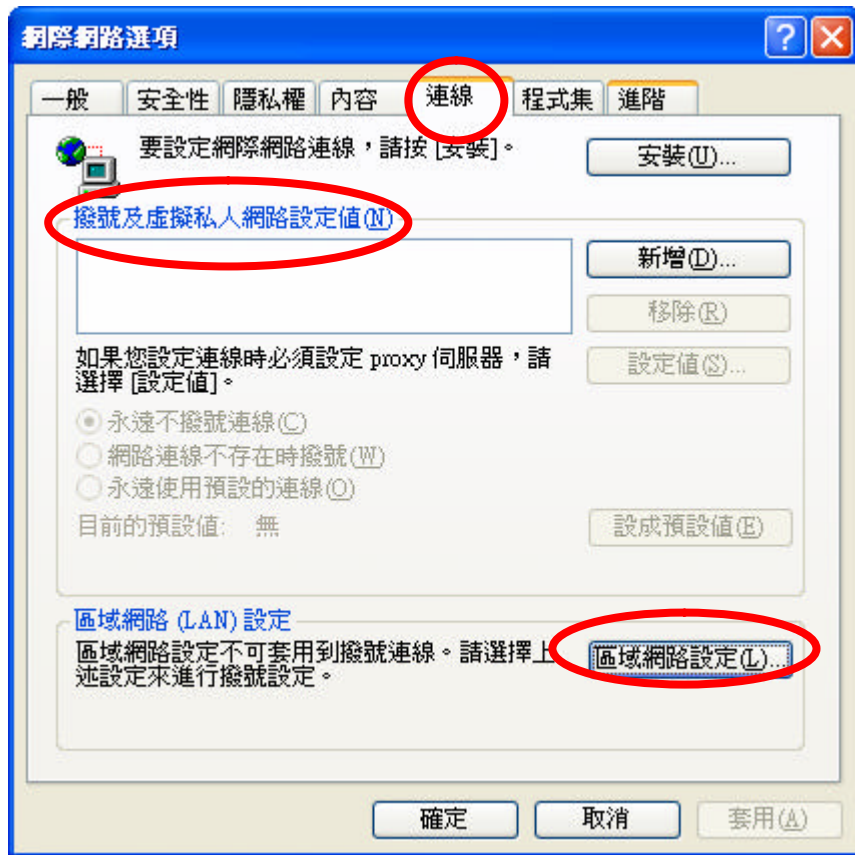 網際網路選項
一般 安全性 隱私權 內容 連線 程式集 進階
要設定網際網路連線，請按 [安裝]。
安裝(U)...
撥號及虛擬私人網路設定值(N)
新增(D)...
移除(R)
如果您設定連線時必須設定 proxy 伺服器，請
選擇 [設定值]。
設定值(S)...
永遠不撥號連線(C)
網路連線不存在時撥號(W)
永遠使用預設的連線(O)
目前的預設值: 無
設成預設值(E)
區域網路 (LAN) 設定
區域網路設定不可套用到撥號連線。請選擇上
述設定來進行撥號設定。
區域網路設定(L)...
確定 取消 套用(A)